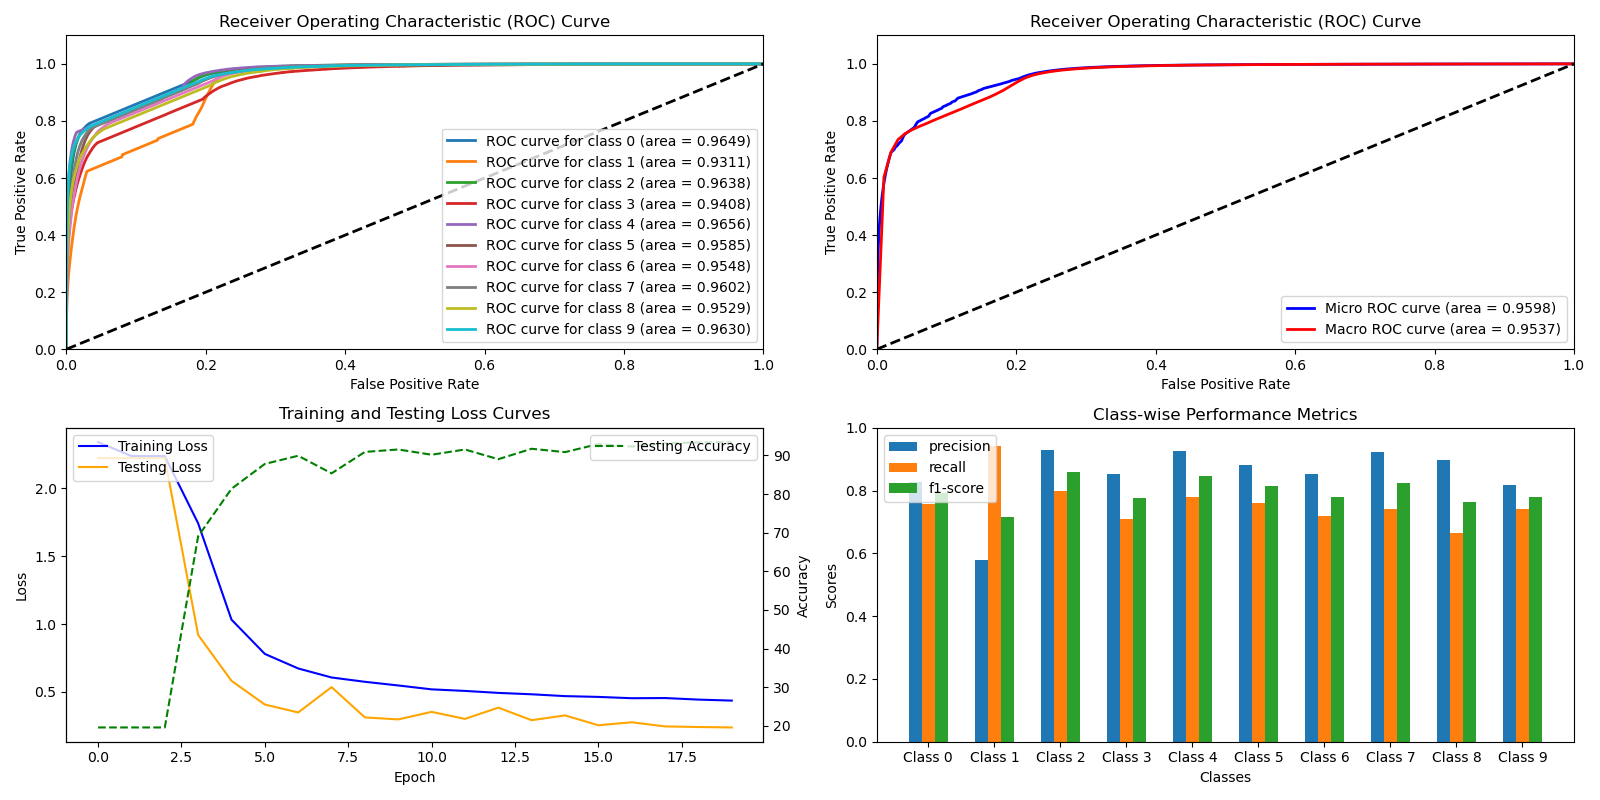 Receiver Operating Characteristic (ROC) Curve
True Positive Rate
1.0
0.8
0.6
0.4
0.2
0.0
ROC curve for class 0 (area = 0.9649)
ROC curve for class 1 (area = 0.9311)
ROC curve for class 2 (area = 0.9638)
ROC curve for class 3 (area = 0.9408)
ROC curve for class 4 (area = 0.9656)
ROC curve for class 5 (area = 0.9585)
ROC curve for class 6 (area = 0.9548)
ROC curve for class 7 (area = 0.9602)
ROC curve for class 8 (area = 0.9529)
ROC curve for class 9 (area = 0.9630)
0.0 0.2 0.4 0.6 0.8 1.0
False Positive Rate
Receiver Operating Characteristic (ROC) Curve
True Positive Rate
1.0
0.8
0.6
0.4
0.2
0.0
Micro ROC curve (area = 0.9598)
Macro ROC curve (area = 0.9537)
0.0 0.2 0.4 0.6 0.8 1.0
False Positive Rate
Training and Testing Loss Curves
Loss
2.0
1.5
1.0
0.5
Training Loss
Testing Loss
Testing Accuracy
90
80
70
60
50
40
30
20
Accuracy
0.0 2.5 5.0 7.5 10.0 12.5 15.0 17.5
Epoch
Class-wise Performance Metrics
Scores
1.0
0.8
0.6
0.4
0.2
0.0
precision
recall
f1-score
Class 0 Class 1 Class 2 Class 3 Class 4 Class 5 Class 6 Class 7 Class 8 Class 9
Classes